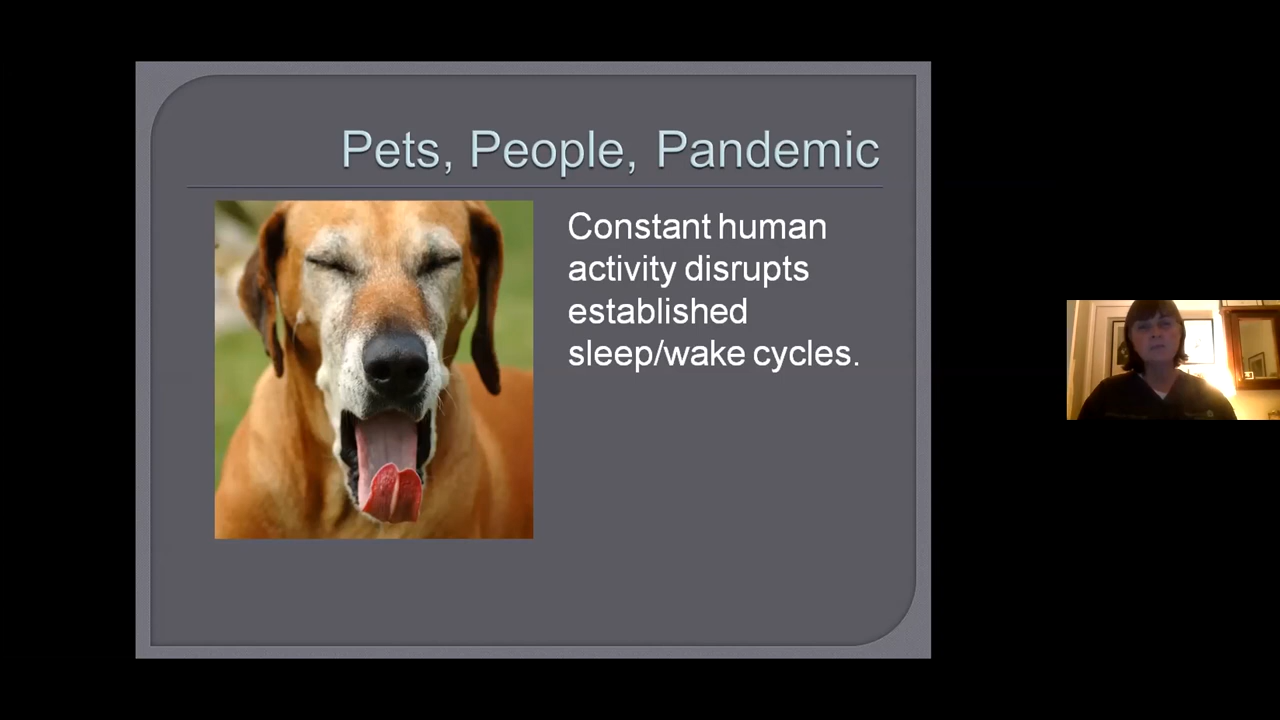 Pets, People, Pandemic
Constant human
activity disrupts
established
sleep/wake cycles.